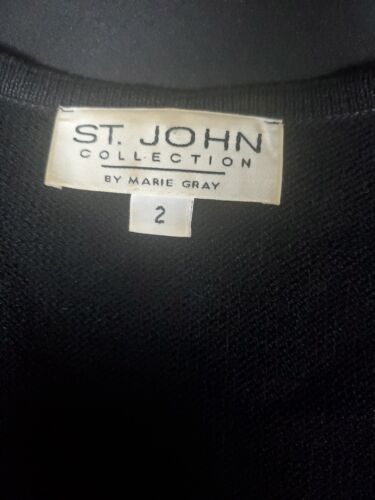 ST. JOHN
COLLECTION
BY MARIE GRAY
2